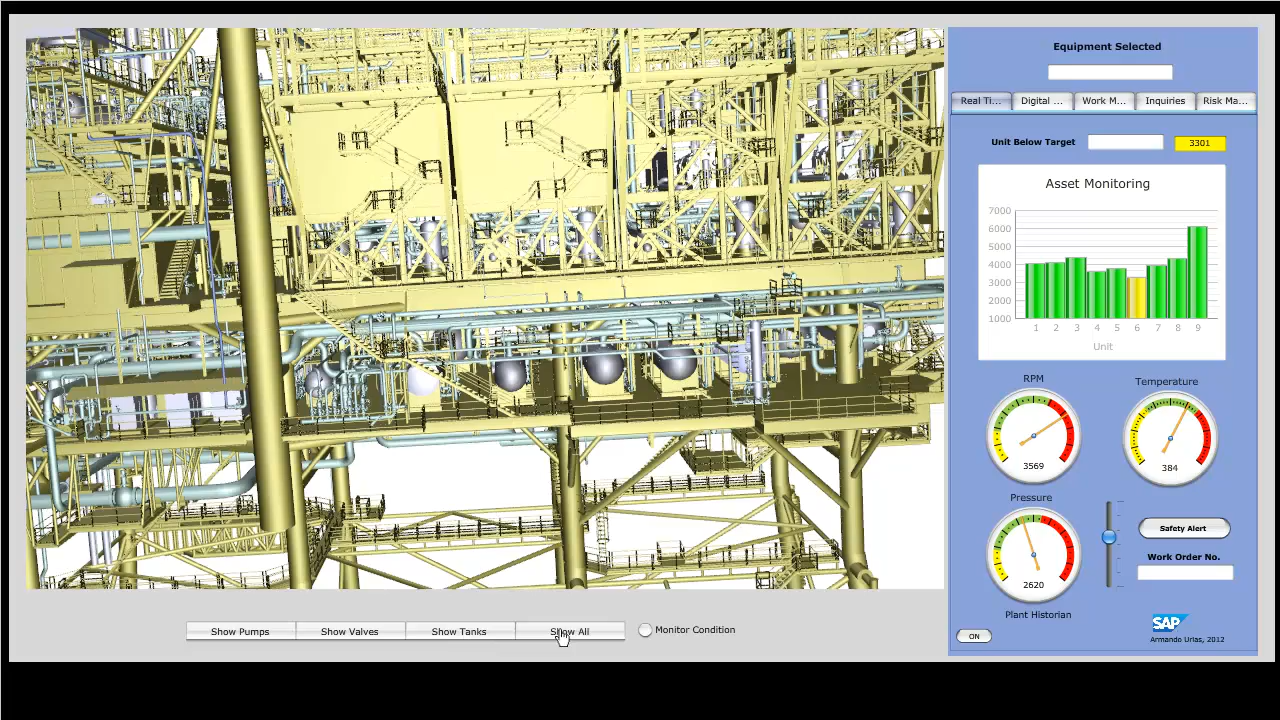 Equipment Selected
Real Ti... Digital ... Work M... Inquiries Risk Ma...
Unit Below Target 3301
Asset Monitoring
7000
6000
5000
4000
3000
2000
1000
1 2 3 4 5 6 7 8 9
Unit
RPM Temperature
3569 384
Pressure
Safety Alert
Work Order No.
2620
Plant Historian
SAP
ON
Armando Urias, 2012
Show Pumps Show Valves Show Tanks Show All Monitor Condition